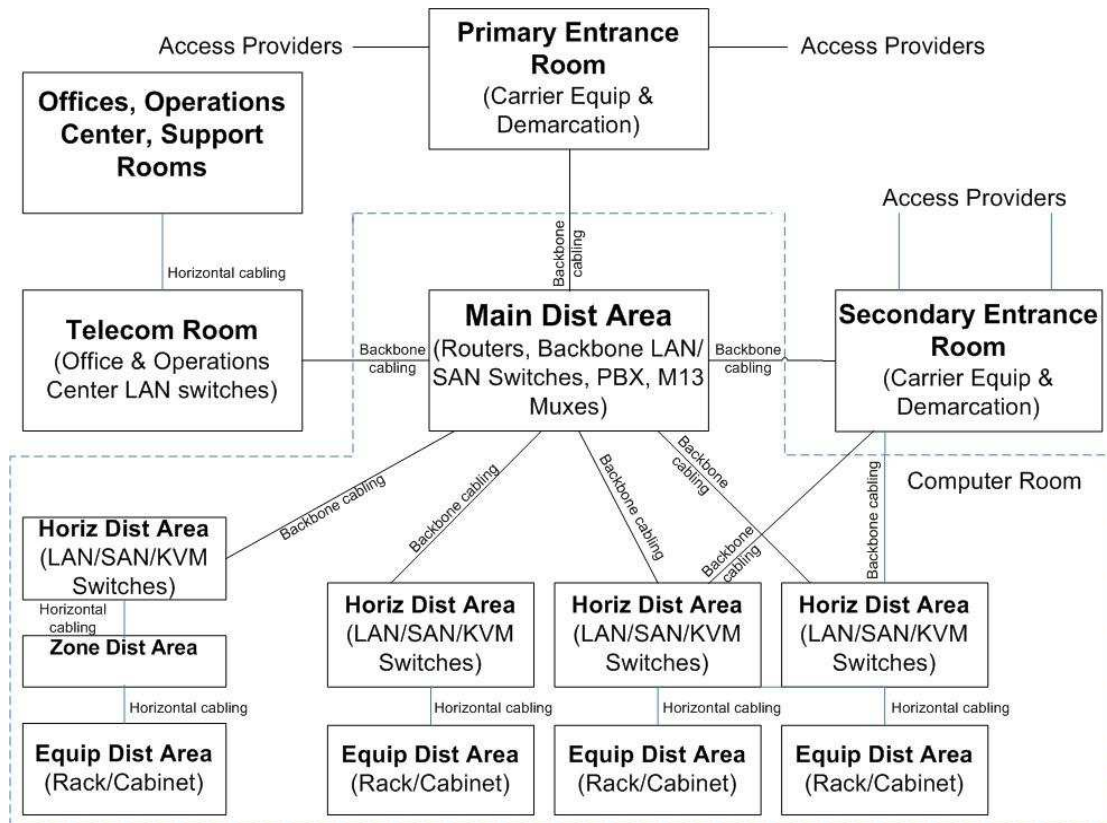 Access Providers
Primary Entrance
Room
(Carrier Equip &
Demarcation)
Access Providers
Offices, Operations
Center, Support
Rooms
Access Providers
Backbone
cabling
Horizontal cabling
Telecom Room
(Office & Operations
Center LAN switches)
Backbone
cabling
Main Dist Area
(Routers, Backbone LAN/
SAN Switches, PBX, M13
Muxes)
Backbone
cabling
Secondary Entrance
Room
(Carrier Equip &
Demarcation)
Computer Room
Backbone cabling
Backbone cabling
Backbone cabling
Backbone
cabling
Backbone
cabling
Backbone cabling
Horiz Dist Area
(LAN/SAN/KVM
Switches)
Horizontal
cabling
Zone Dist Area
Horiz Dist Area
(LAN/SAN/KVM
Switches)
Horiz Dist Area
(LAN/SAN/KVM
Switches)
Horiz Dist Area
(LAN/SAN/KVM
Switches)
Horizontal cabling
Horizontal cabling
Horizontal cabling
Horizontal cabling
Equip Dist Area
(Rack/Cabinet)
Equip Dist Area
(Rack/Cabinet)
Equip Dist Area
(Rack/Cabinet)
Equip Dist Area
(Rack/Cabinet)